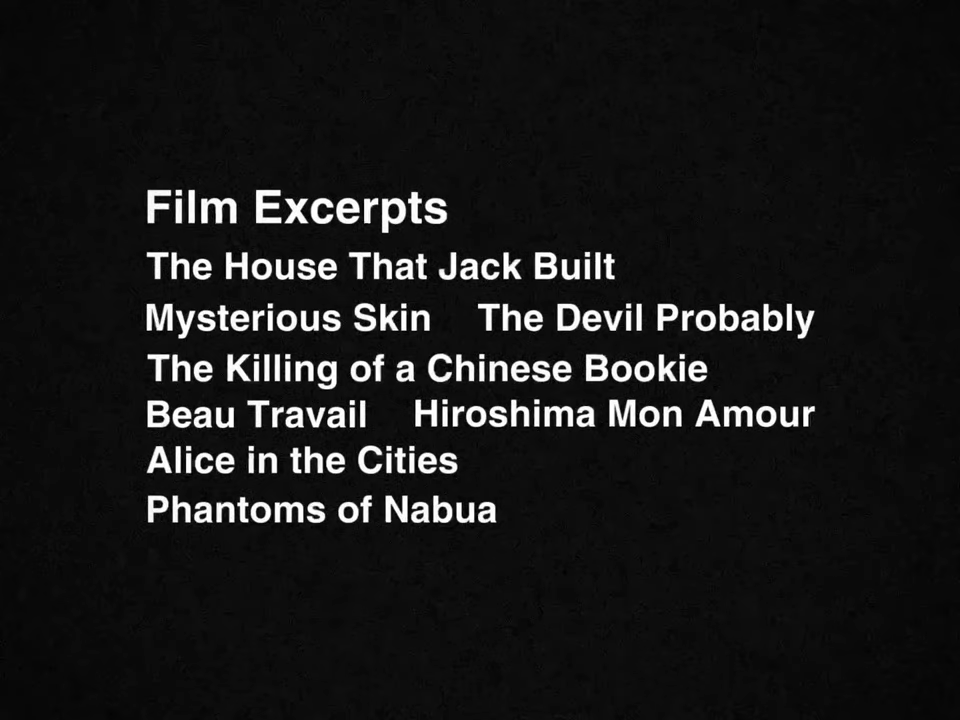 Film Excerpts
The House That Jack Built
Mysterious Skin The Devil Probably
The Killing of a Chinese Bookie
Beau Travail Hiroshima Mon Amour
Alice in the Cities
Phantoms of Nabua